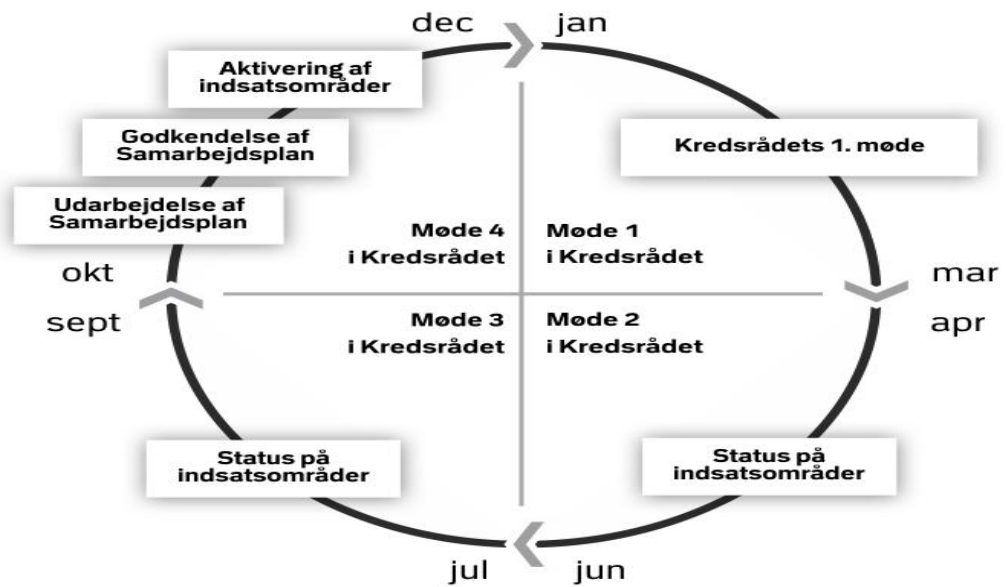 dec
jan
Aktivering af
indsatsområder
Godkendelse af
Samarbejdsplan
Kredsrådets 1. møde
Udarbejdelse af
Samarbejdsplan
Møde 4
i Kredsrådet
Møde 1
i Kredsrådet
okt
mar
sept
apr
Møde 3
i Kredsrådet
Møde 2
i Kredsrådet
Status på
indsatsområder
Status på
indsatsområder
jul
jun